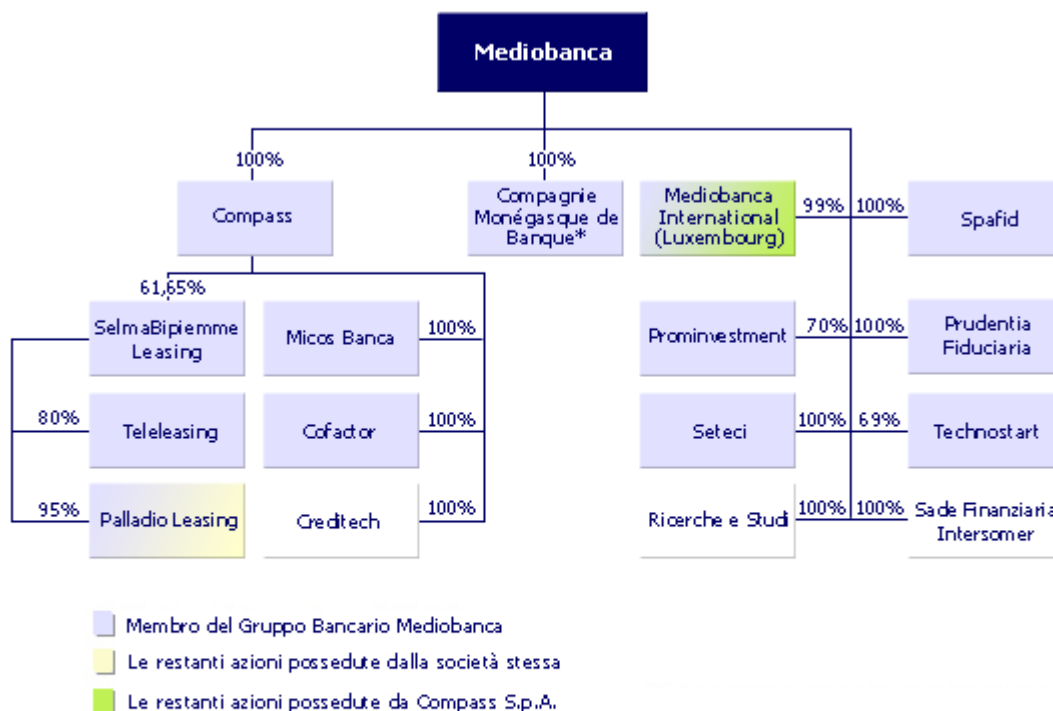 Mediobanca
100%
100%
Compass
Compagnie
Monégasque de
Banque*
Mediobanca
International
(Luxembourg)
99%
100%
Spafid
61,65%
SelmaBipiemme
Leasing
Micos Banca
100%
Prominvestment
70%
100%
Prudentia
Fiduciaria
80%
Teleleasing
Cofactor
100%
Seteci
100%
69%
Technostart
95%
Palladio Leasing
Creditech
100%
Ricerche e Studi
100%
100%
Sade Finanziaria
Intersomer
Membro del Gruppo Bancario Mediobanca
Le restanti azioni possedute dalla società stessa
Le restanti azioni possedute da Compass S.p.A.